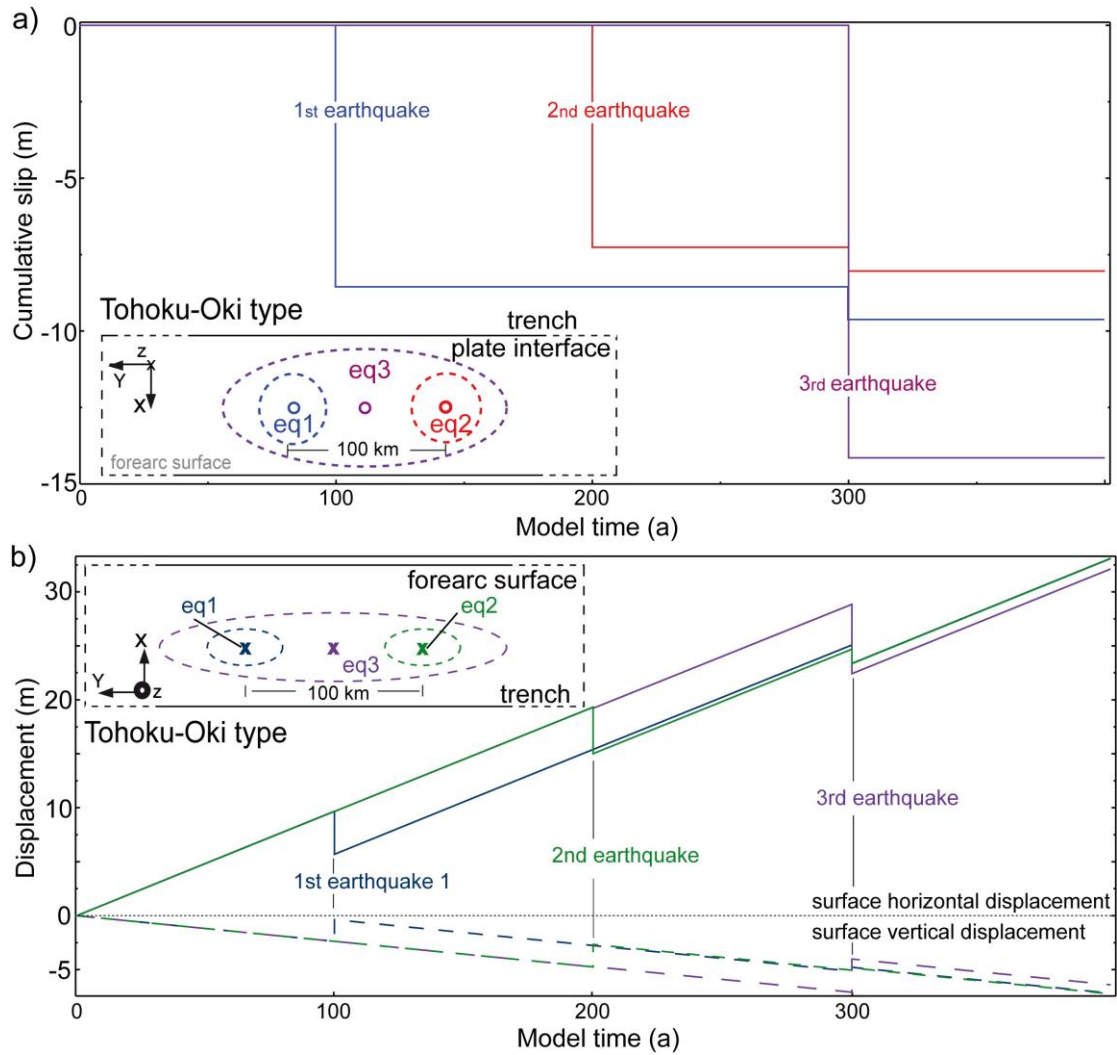 a)
0
-5
-10
-15
Cumulative slip (m)
1st earthquake
2nd earthquake
3rd earthquake
Tohoku-Oki type
trench
plate interface
z
x
Y
X
eq3
eq1
eq2
100 km
forearc surface
0
100
200
300
Model time (a)
b)
30
20
10
0
-5
Displacement (m)
forearc surface
eq1
eq2
X
Y
z
x
x
x
eq3
100 km
trench
Tohoku-Oki type
3rd earthquake
2nd earthquake
1st earthquake 1
surface horizontal displacement
surface vertical displacement
0
100
200
300
Model time (a)